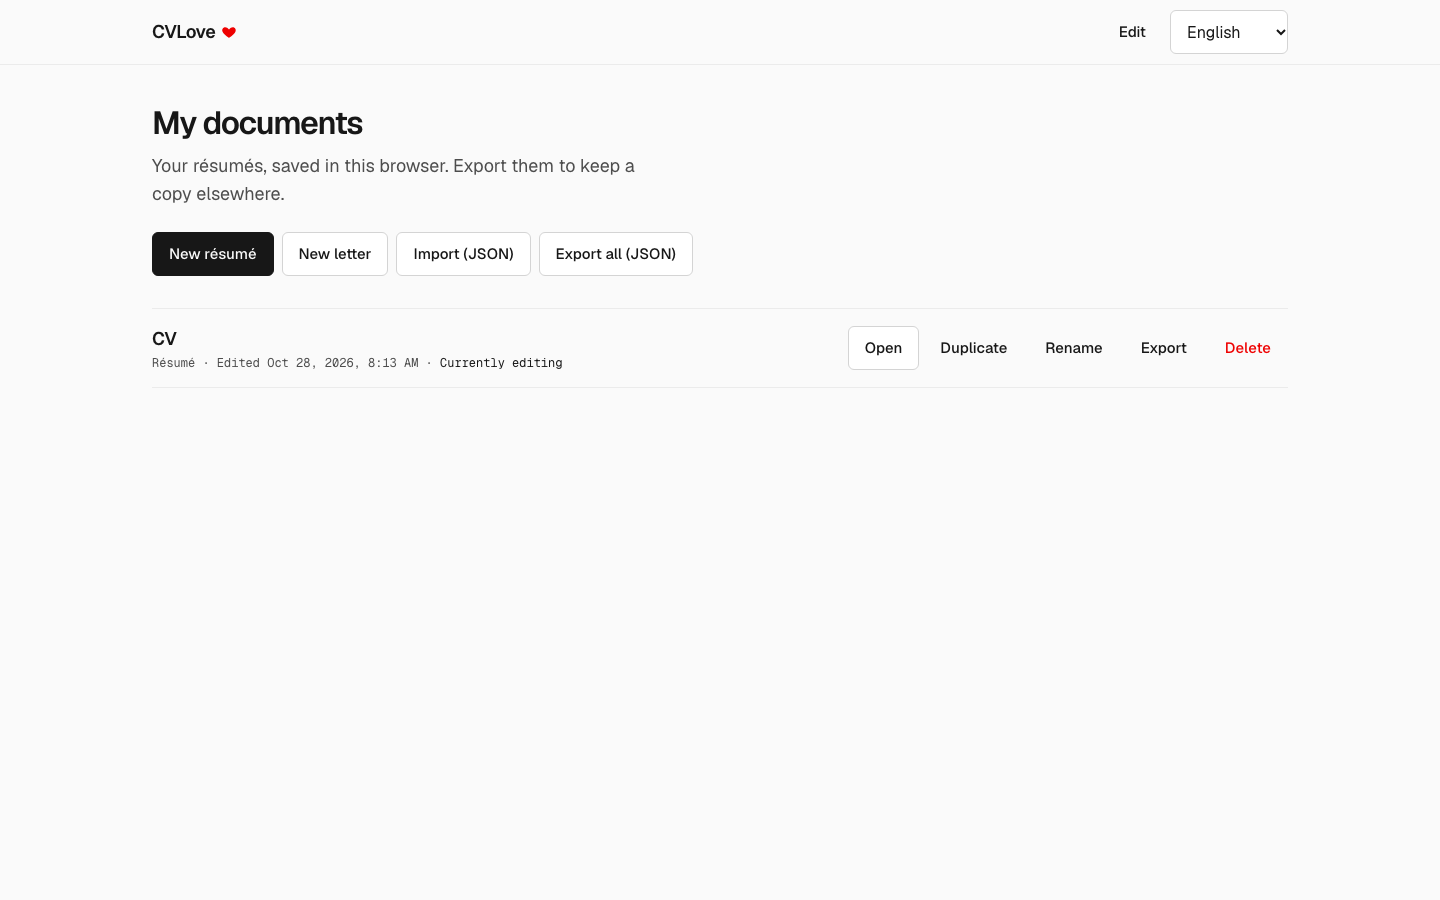 CVLove
Edit
English
My documents
Your résumés, saved in this browser. Export them to keep a
copy elsewhere.
New résumé
New letter
Import (JSON)
Export all (JSON)
CV
Résumé · Edited Oct 28, 2026, 8:13 AM · Currently editing
Open
Duplicate
Rename
Export
Delete